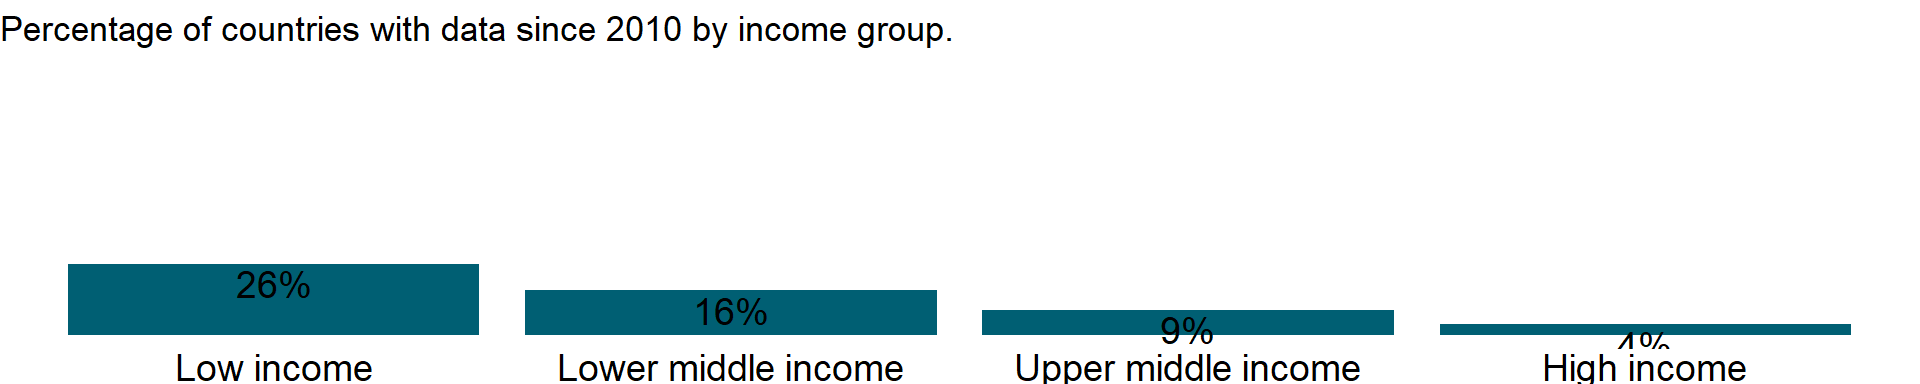 Percentage of countries with data since 2010 by income group.
26%
16%
9%
4%
Low income
Lower middle income
Upper middle income
High income